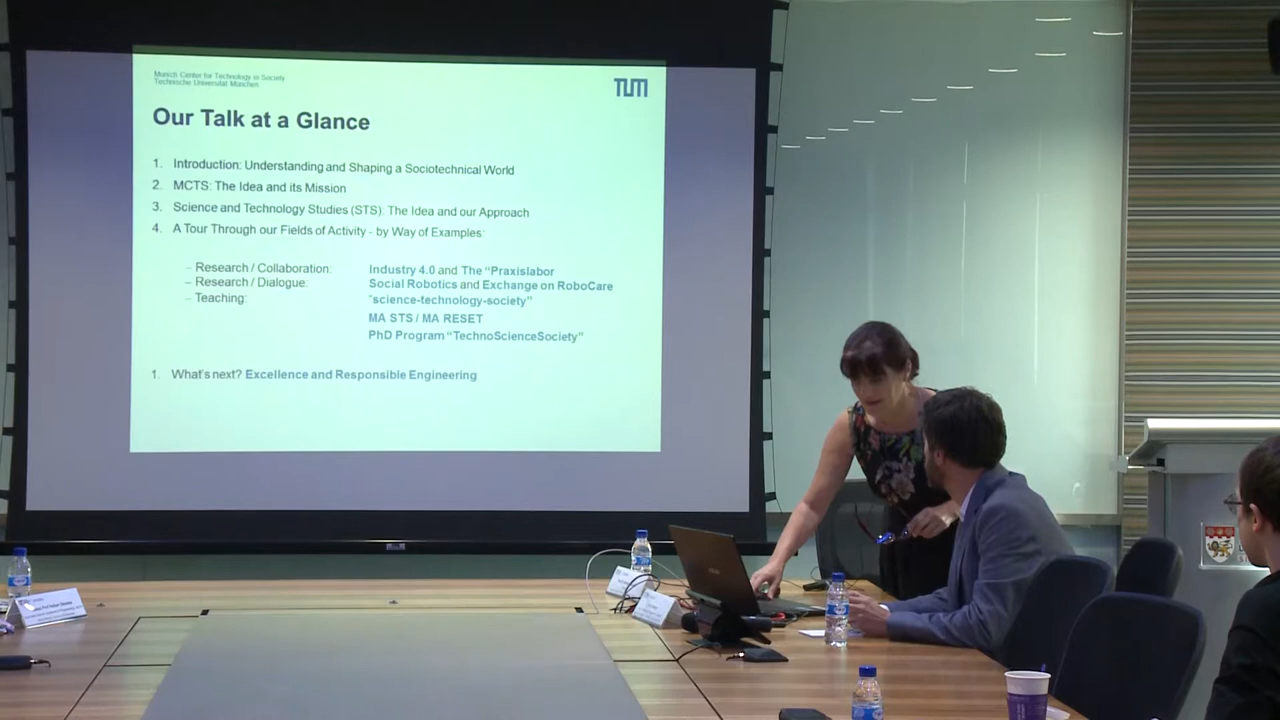 Munich Center for Technology in Society
Technische Universität München
TUM
Our Talk at a Glance
1. Introduction: Understanding and Shaping a Sociotechnical World
2. MCTS: The Idea and its Mission
3. Science and Technology Studies (STS): The Idea and our Approach
4. A Tour Through our Fields of Activity - by Way of Examples:
– Research / Collaboration: Industry 4.0 and The “Praxislabor
– Research / Dialogue: Social Robotics and Exchange on RoboCare
– Teaching: “science-technology-society”
MA STS / MA RESET
PhD Program “TechnoScienceSociety”
1. What's next? Excellence and Responsible Engineering